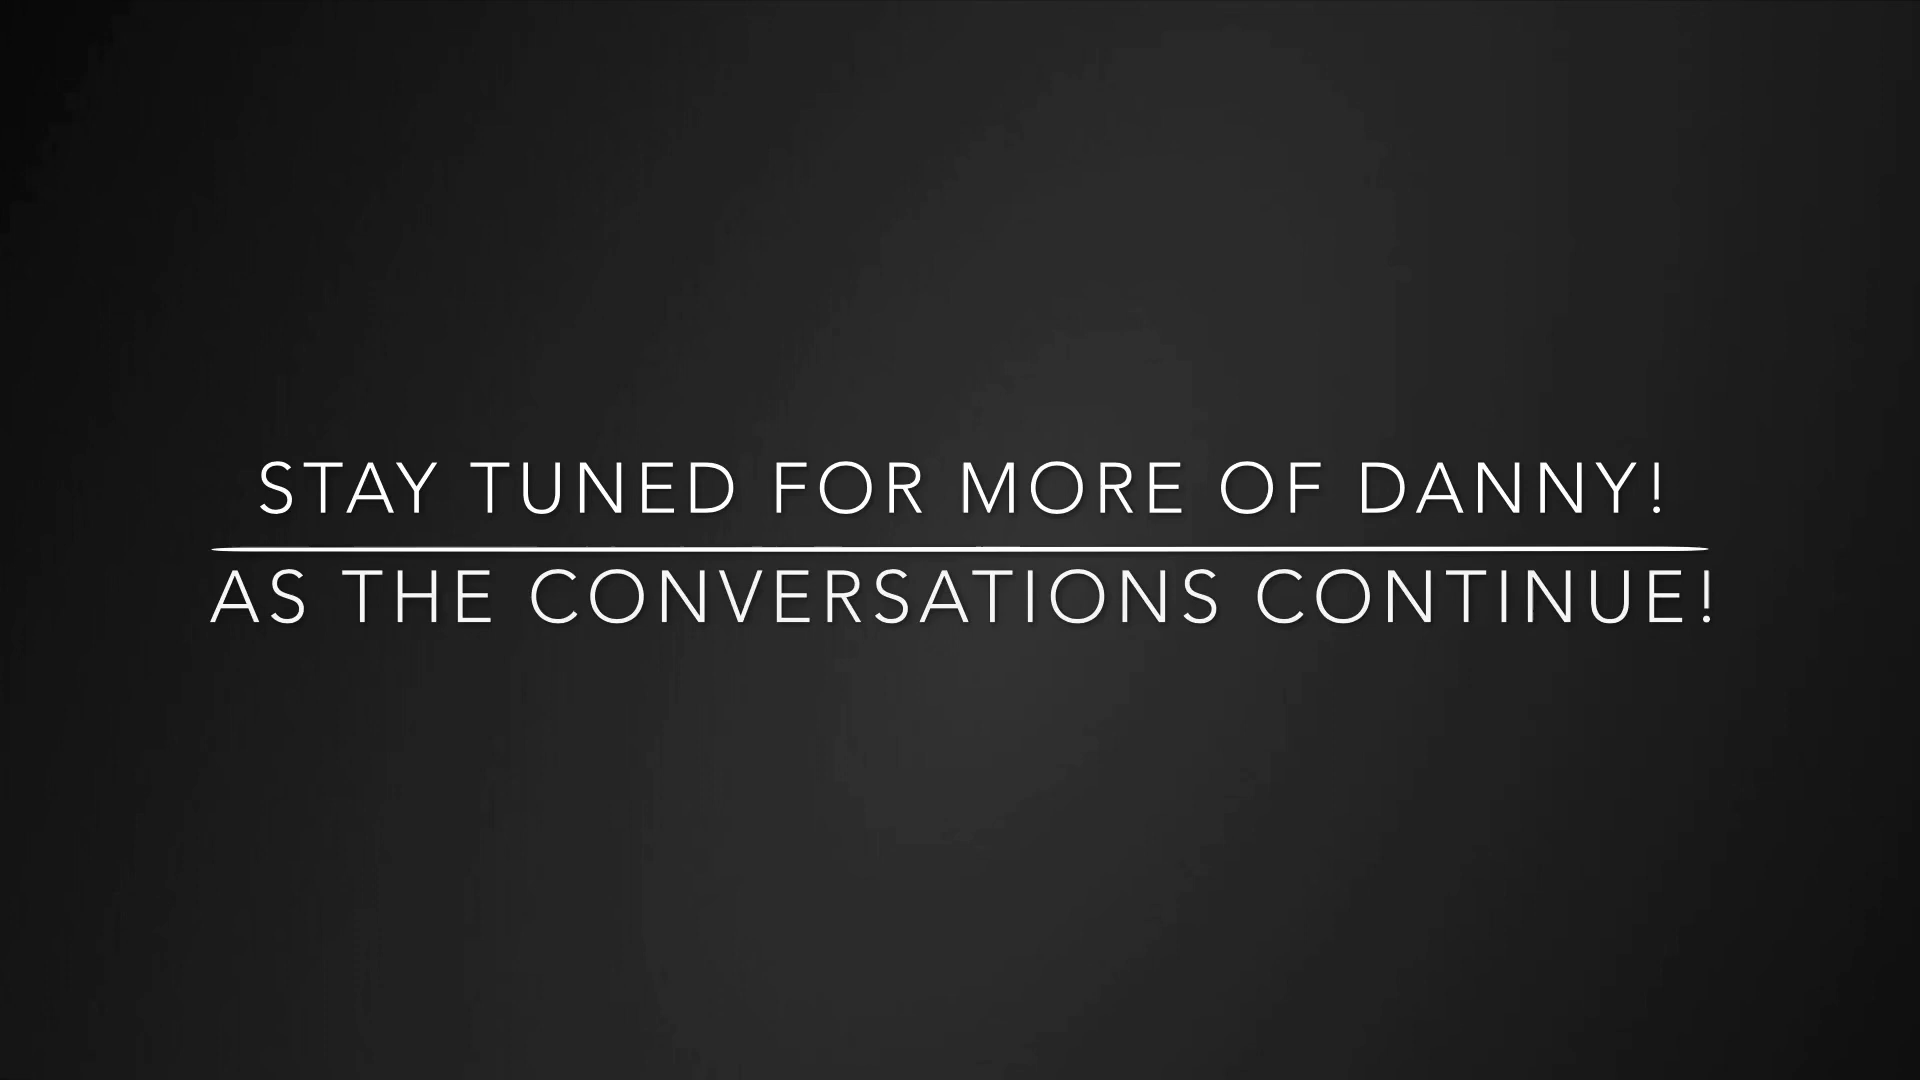 STAY TUNED FOR MORE OF DANNY!
AS THE CONVERSATIONS CONTINUE!